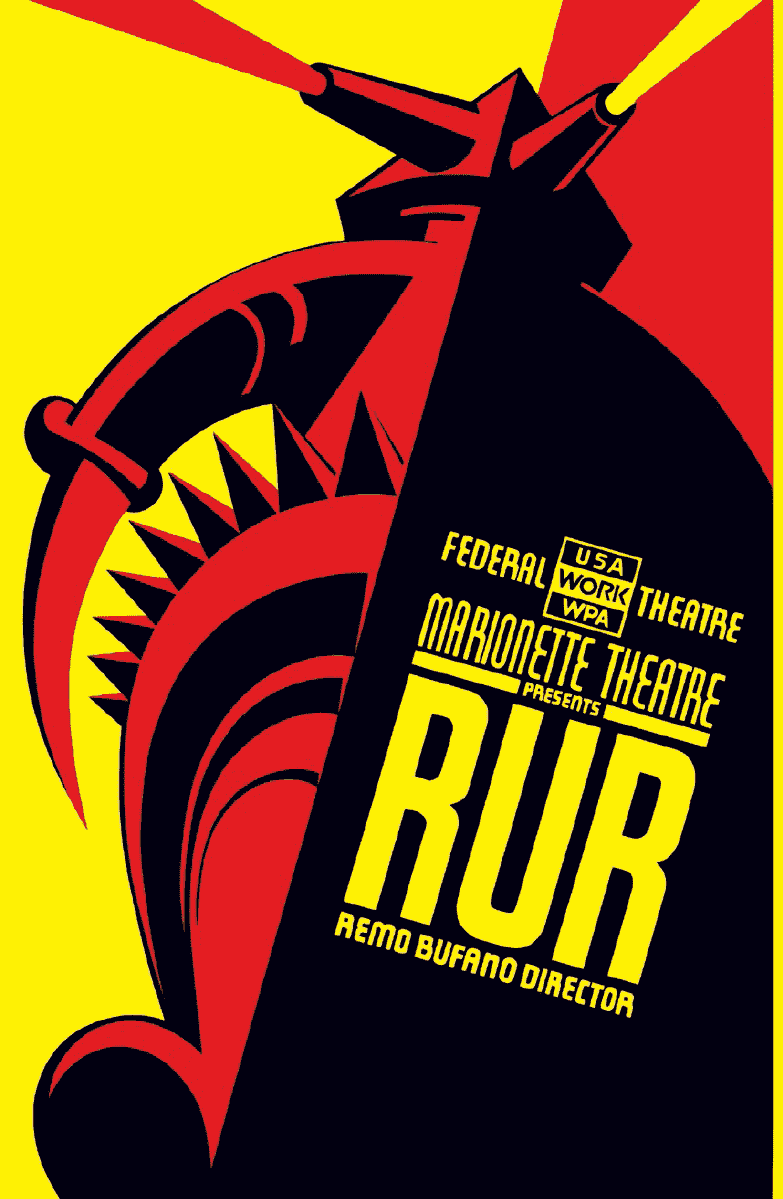 FEDERAL USA WORK WPA THEATRE
MARIONETTE THEATRE
PRESENTS
RUR
REMO BUFANO DIRECTOR